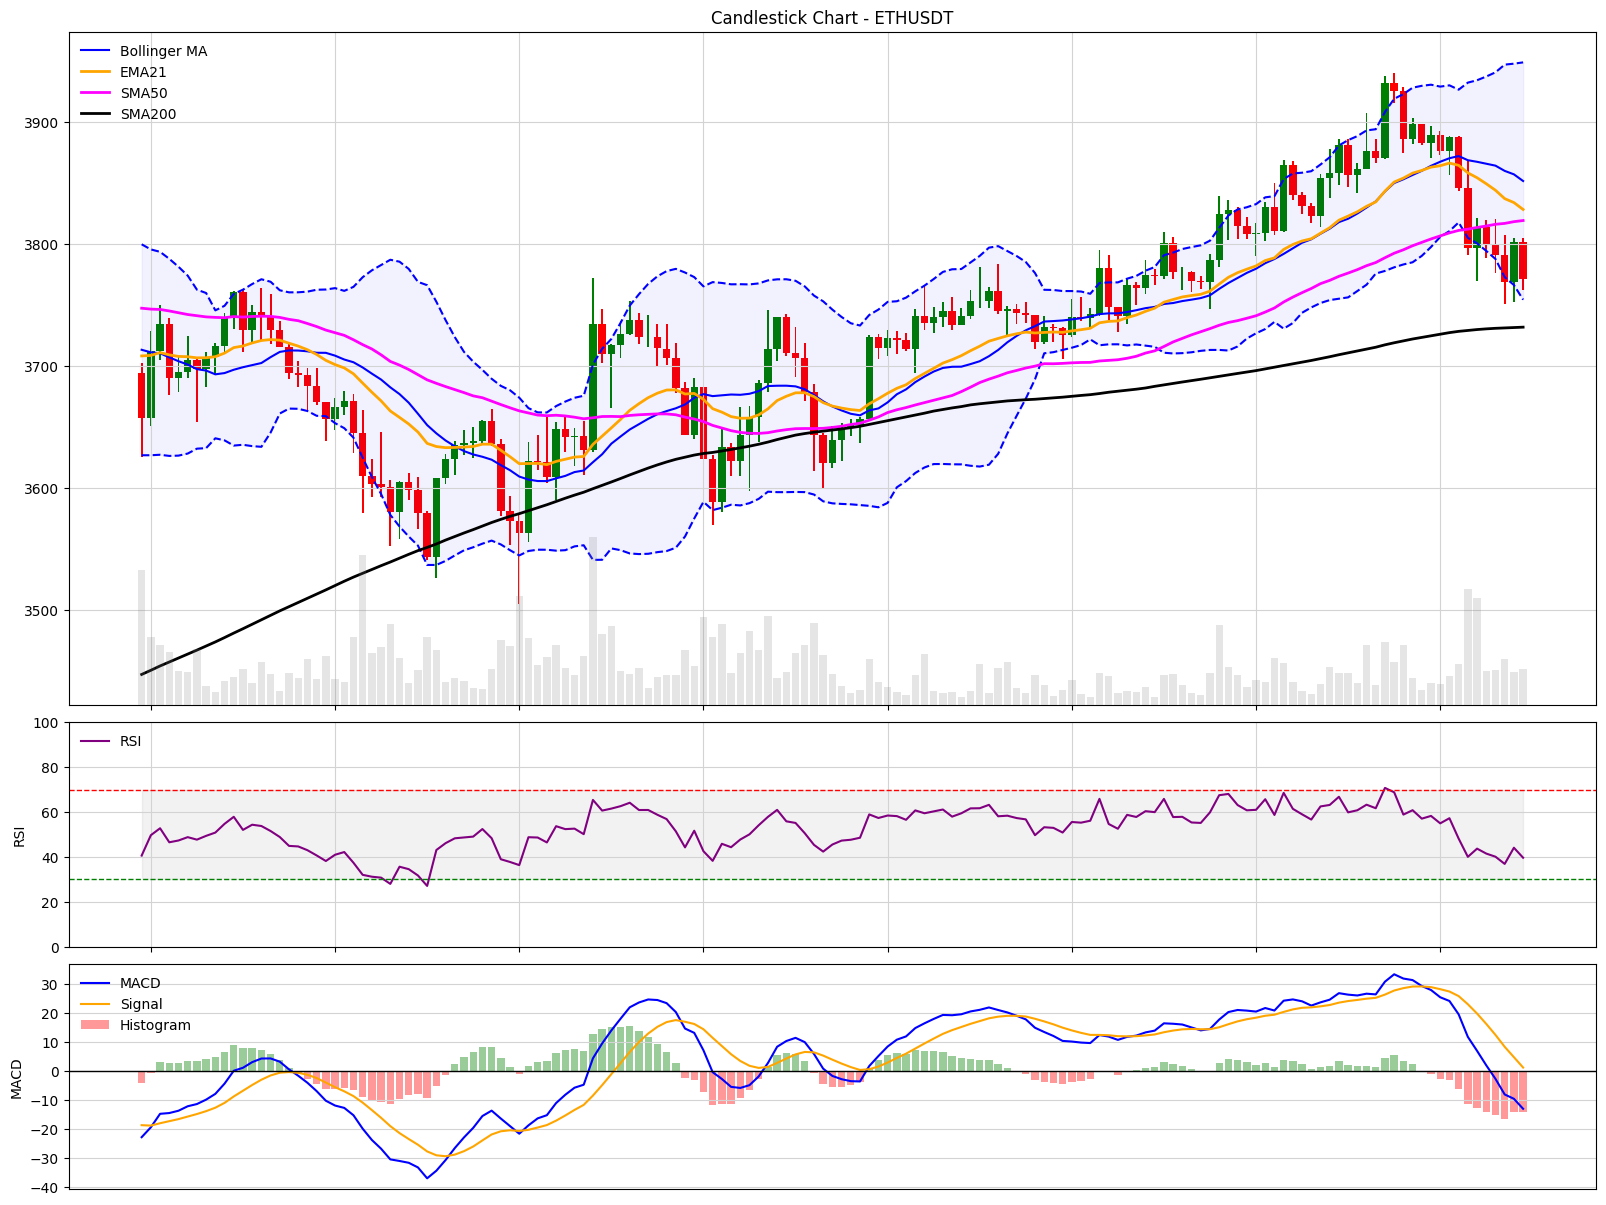 Candlestick Chart - ETHUSDT
Bollinger MA
EMA21
SMA50
SMA200
3900
3800
3700
3600
3500
100
80
60
40
20
0
RSI
RSI
30
20
10
0
−10
−20
−30
−40
MACD
MACD
Signal
Histogram